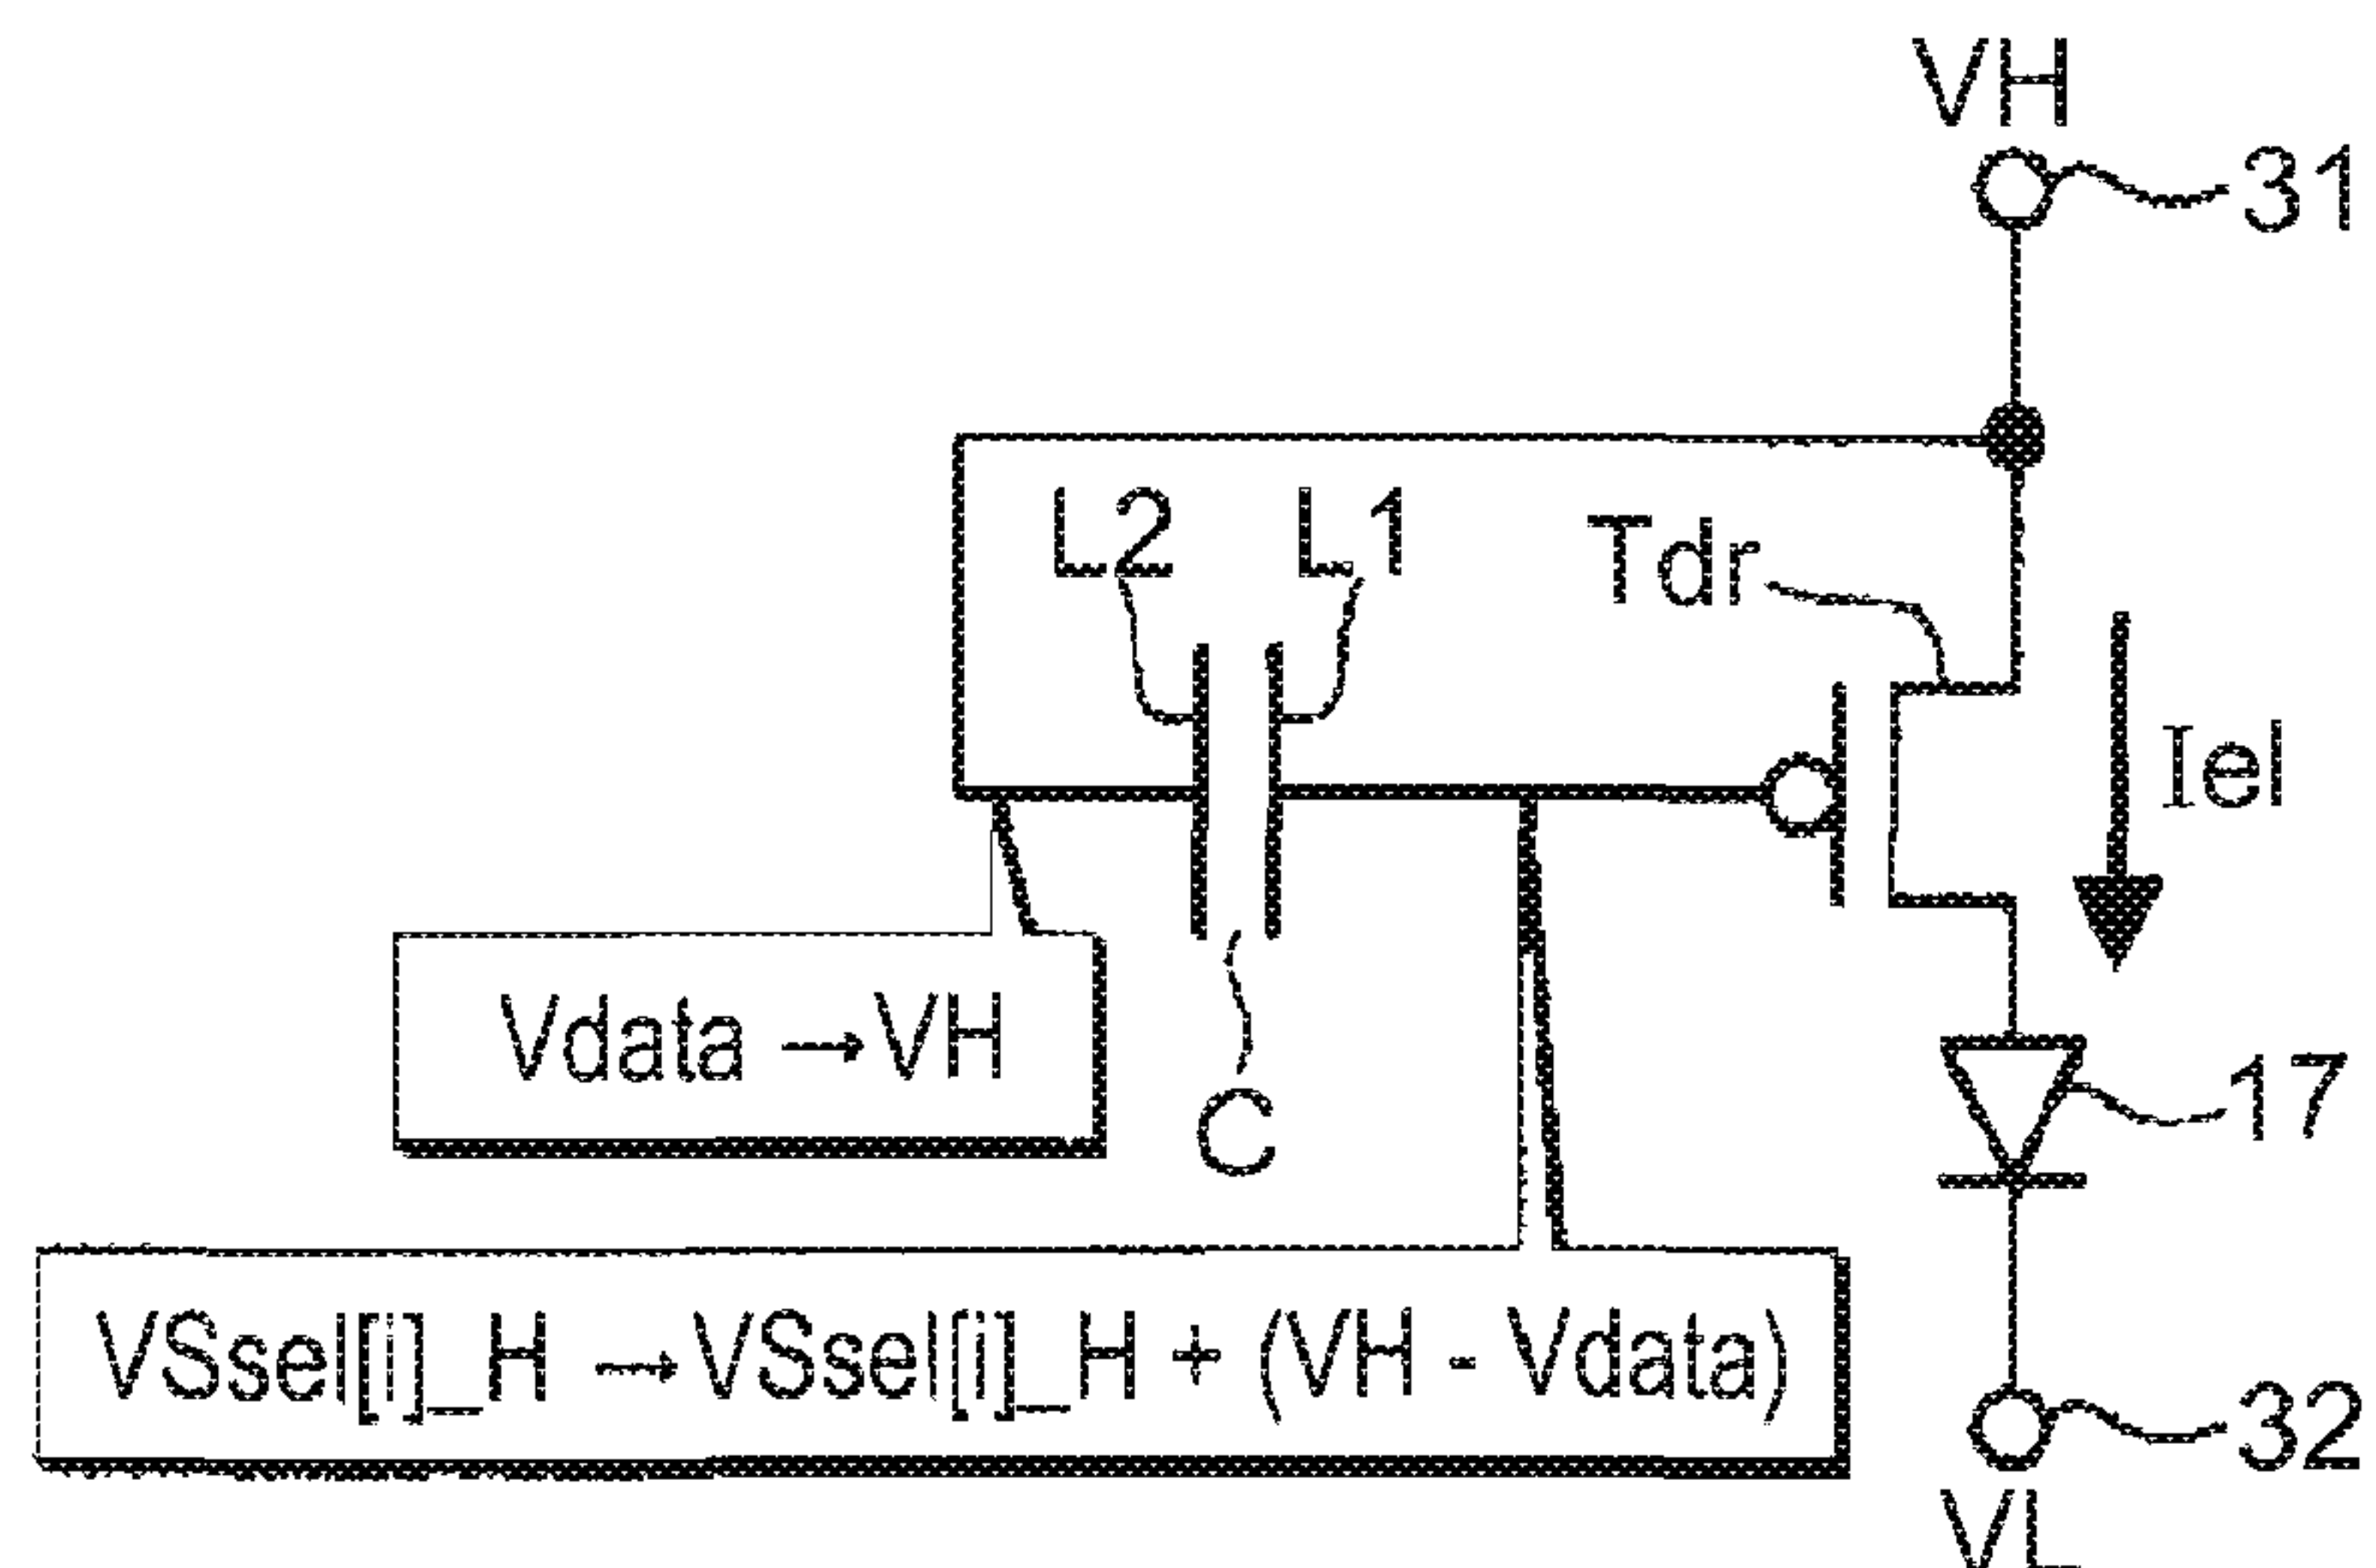 VH
31
L2
L1
Tdr
Iel
Vdata → VH
C
17
VSsel[i]_H → VSsel[i]_H + (VH - Vdata)
32
VL